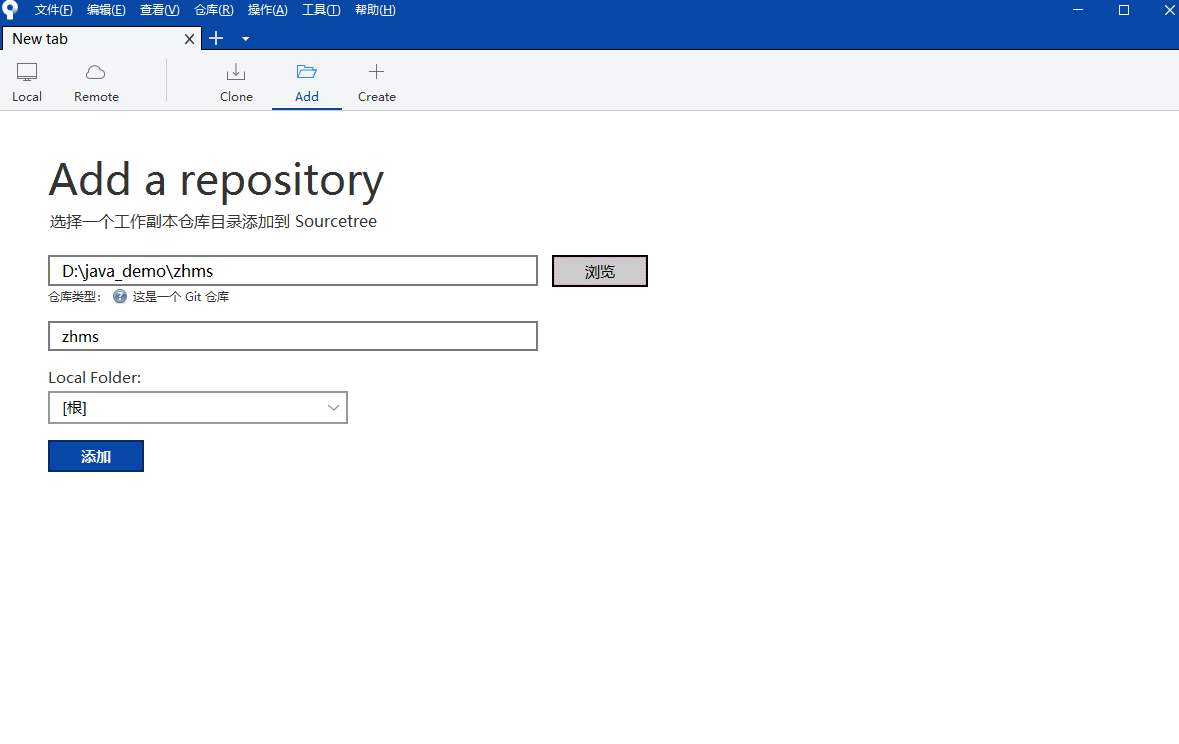 文件(F) 编辑(E) 查看(V) 仓库(R) 操作(A) 工具(T) 帮助(H)
New tab
Local Remote Clone Add Create
Add a repository
选择一个工作副本仓库目录添加到 Sourcetree
D:\java_demo\zhms 浏览
仓库类型： ? 这是一个 Git 仓库
zhms
Local Folder:
[根]
添加